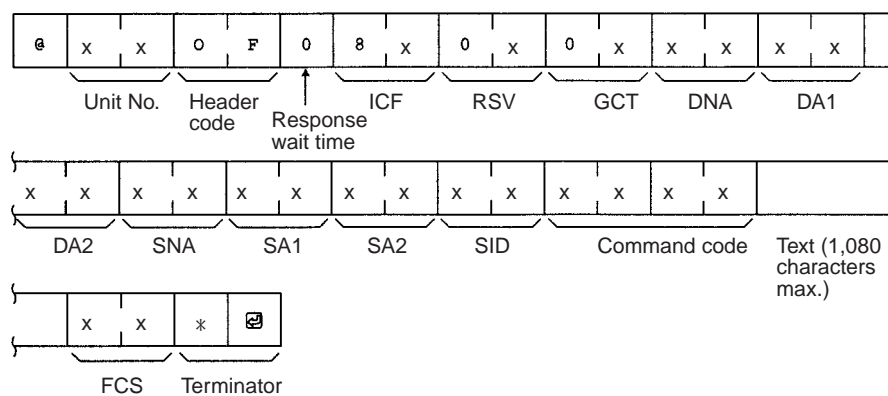 @ x x O F 0 8 x 0 x 0 x x x x x
Unit No. Header code Response wait time ICF RSV GCT DNA DA1
x x x x x x x x x x x x x x
DA2 SNA SA1 SA2 SID Command code Text (1,080 characters max.)
x x * ↵
FCS Terminator